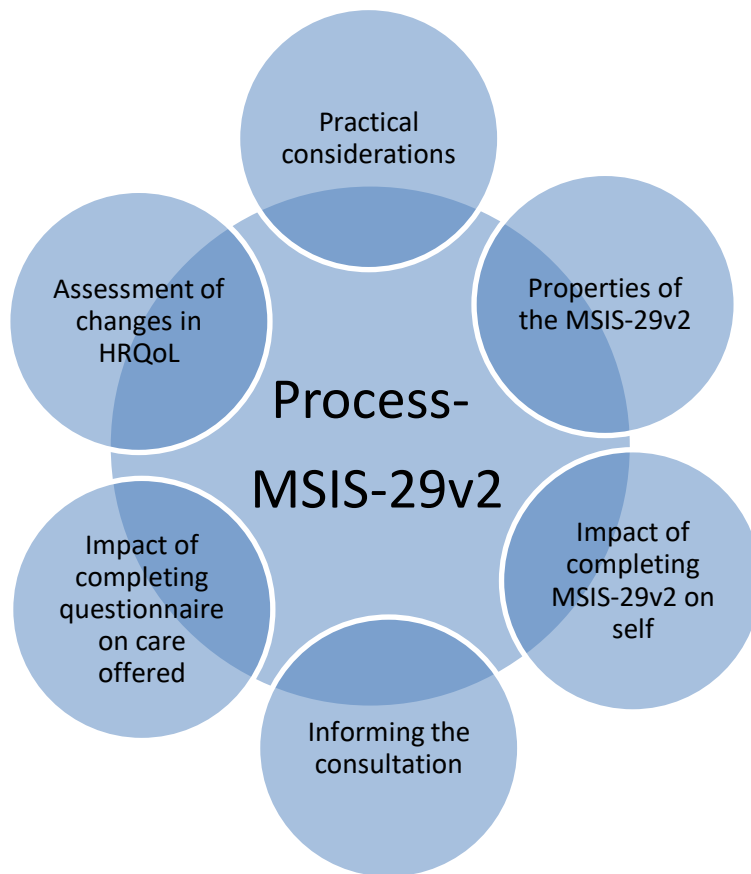 Practical
considerations
Properties of
the MSIS-29v2
Impact of
completing
MSIS-29v2 on
self
Informing the
consultation
Impact of
completing
questionnaire
on care
offered
Assessment of
changes in
HRQoL
Process-
MSIS-29v2